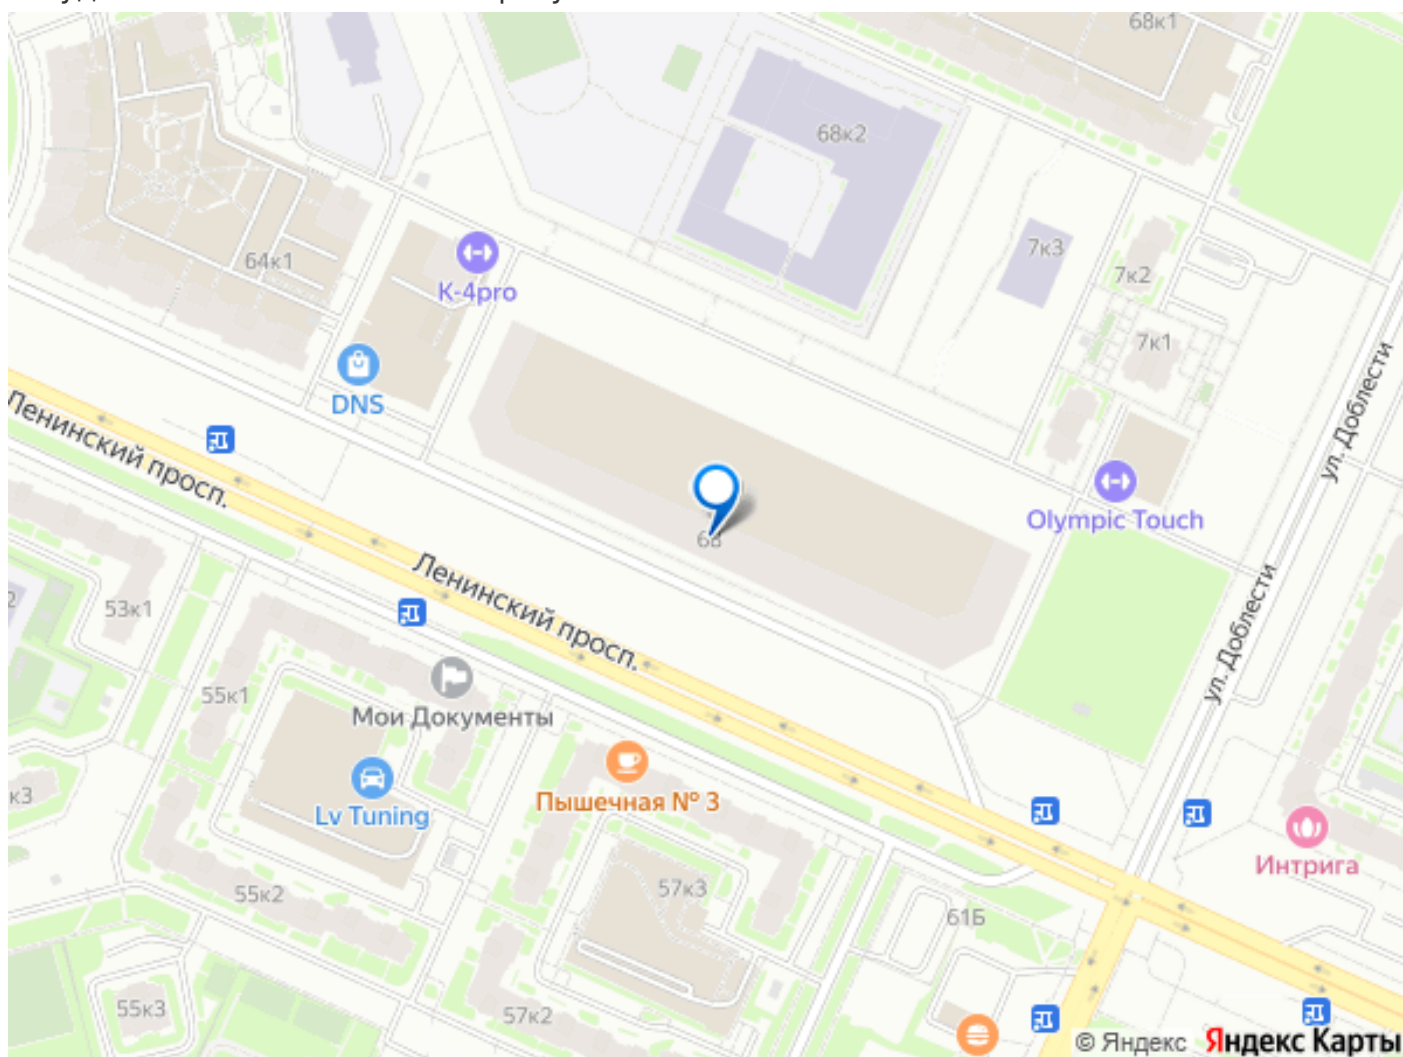 68к1
68к2
7к3
64к1
7к2
К-4pro
7к1
DNS
Ленинский просп.
ул. Доблести
Olympic Touch
68
Ленинский просп.
53к1
ул. Доблести
55к1
Мои Документы
к3
Lv Tuning
Пышечная № 3
Интрига
55к2
57к3
61Б
55к3
57к2
© Яндекс Яндекс Карты